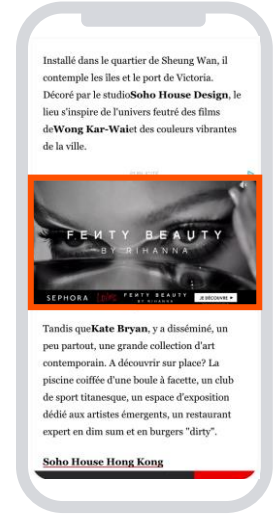 Installé dans le quartier de Sheung Wan, il
contemple les îles et le port de Victoria.
Décoré par le studioSoho House Design, le
lieu s'inspire de l'univers feutré des films
deWong Kar-Waiet des couleurs vibrantes
de la ville.
FENTY BEAUTY
BY RIHANNA
SEPHORA
FENTY BEAUTY
BY RIHANNA
JE DÉCOUVRE
Tandis queKate Bryan, y a disséminé, un
peu partout, une grande collection d'art
contemporain. A découvrir sur place? La
piscine coiffée d'une boule à facette, un club
de sport titanesque, un espace d'exposition
dédié aux artistes émergents, un restaurant
expert en dim sum et en burgers "dirty".
Soho House Hong Kong